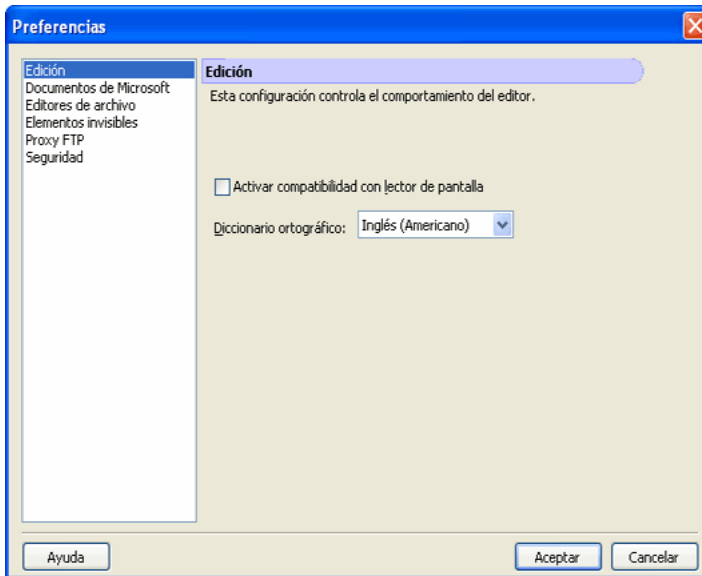 Preferencias
Edición
Documentos de Microsoft
Editores de archivo
Elementos invisibles
Proxy FTP
Seguridad
Edición
Esta configuración controla el comportamiento del editor.
Activar compatibilidad con lector de pantalla
Diccionario ortográfico: Inglés (Americano)
Ayuda Aceptar Cancelar